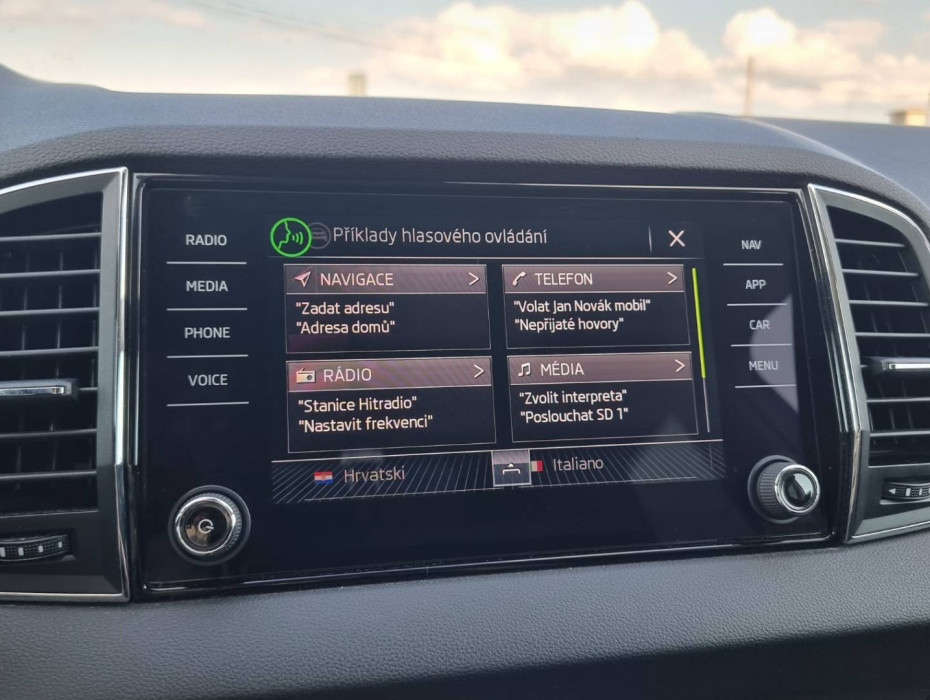 RADIO
MEDIA
PHONE
VOICE
Příklady hlasového ovládání
NAVIGACE
"Zadat adresu"
"Adresa domů"
TELEFON
"Volat Jan Novák mobil"
"Nepřijaté hovory"
RÁDIO
"Stanice Hitradio"
"Nastavit frekvenci"
MÉDIA
"Zvolit interpreta"
"Poslouchat SD 1"
Hrvatski
Italiano
NAV
APP
CAR
MENU